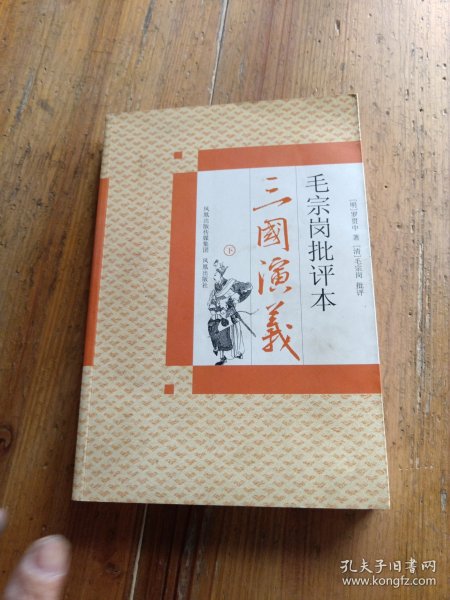 毛宗岗批评本
三國演義
[明]罗贯中 著 [清]毛宗岗 批评
下
凤凰出版传媒集团 凤凰出版社
孔夫子旧书网
www.kongfz.com